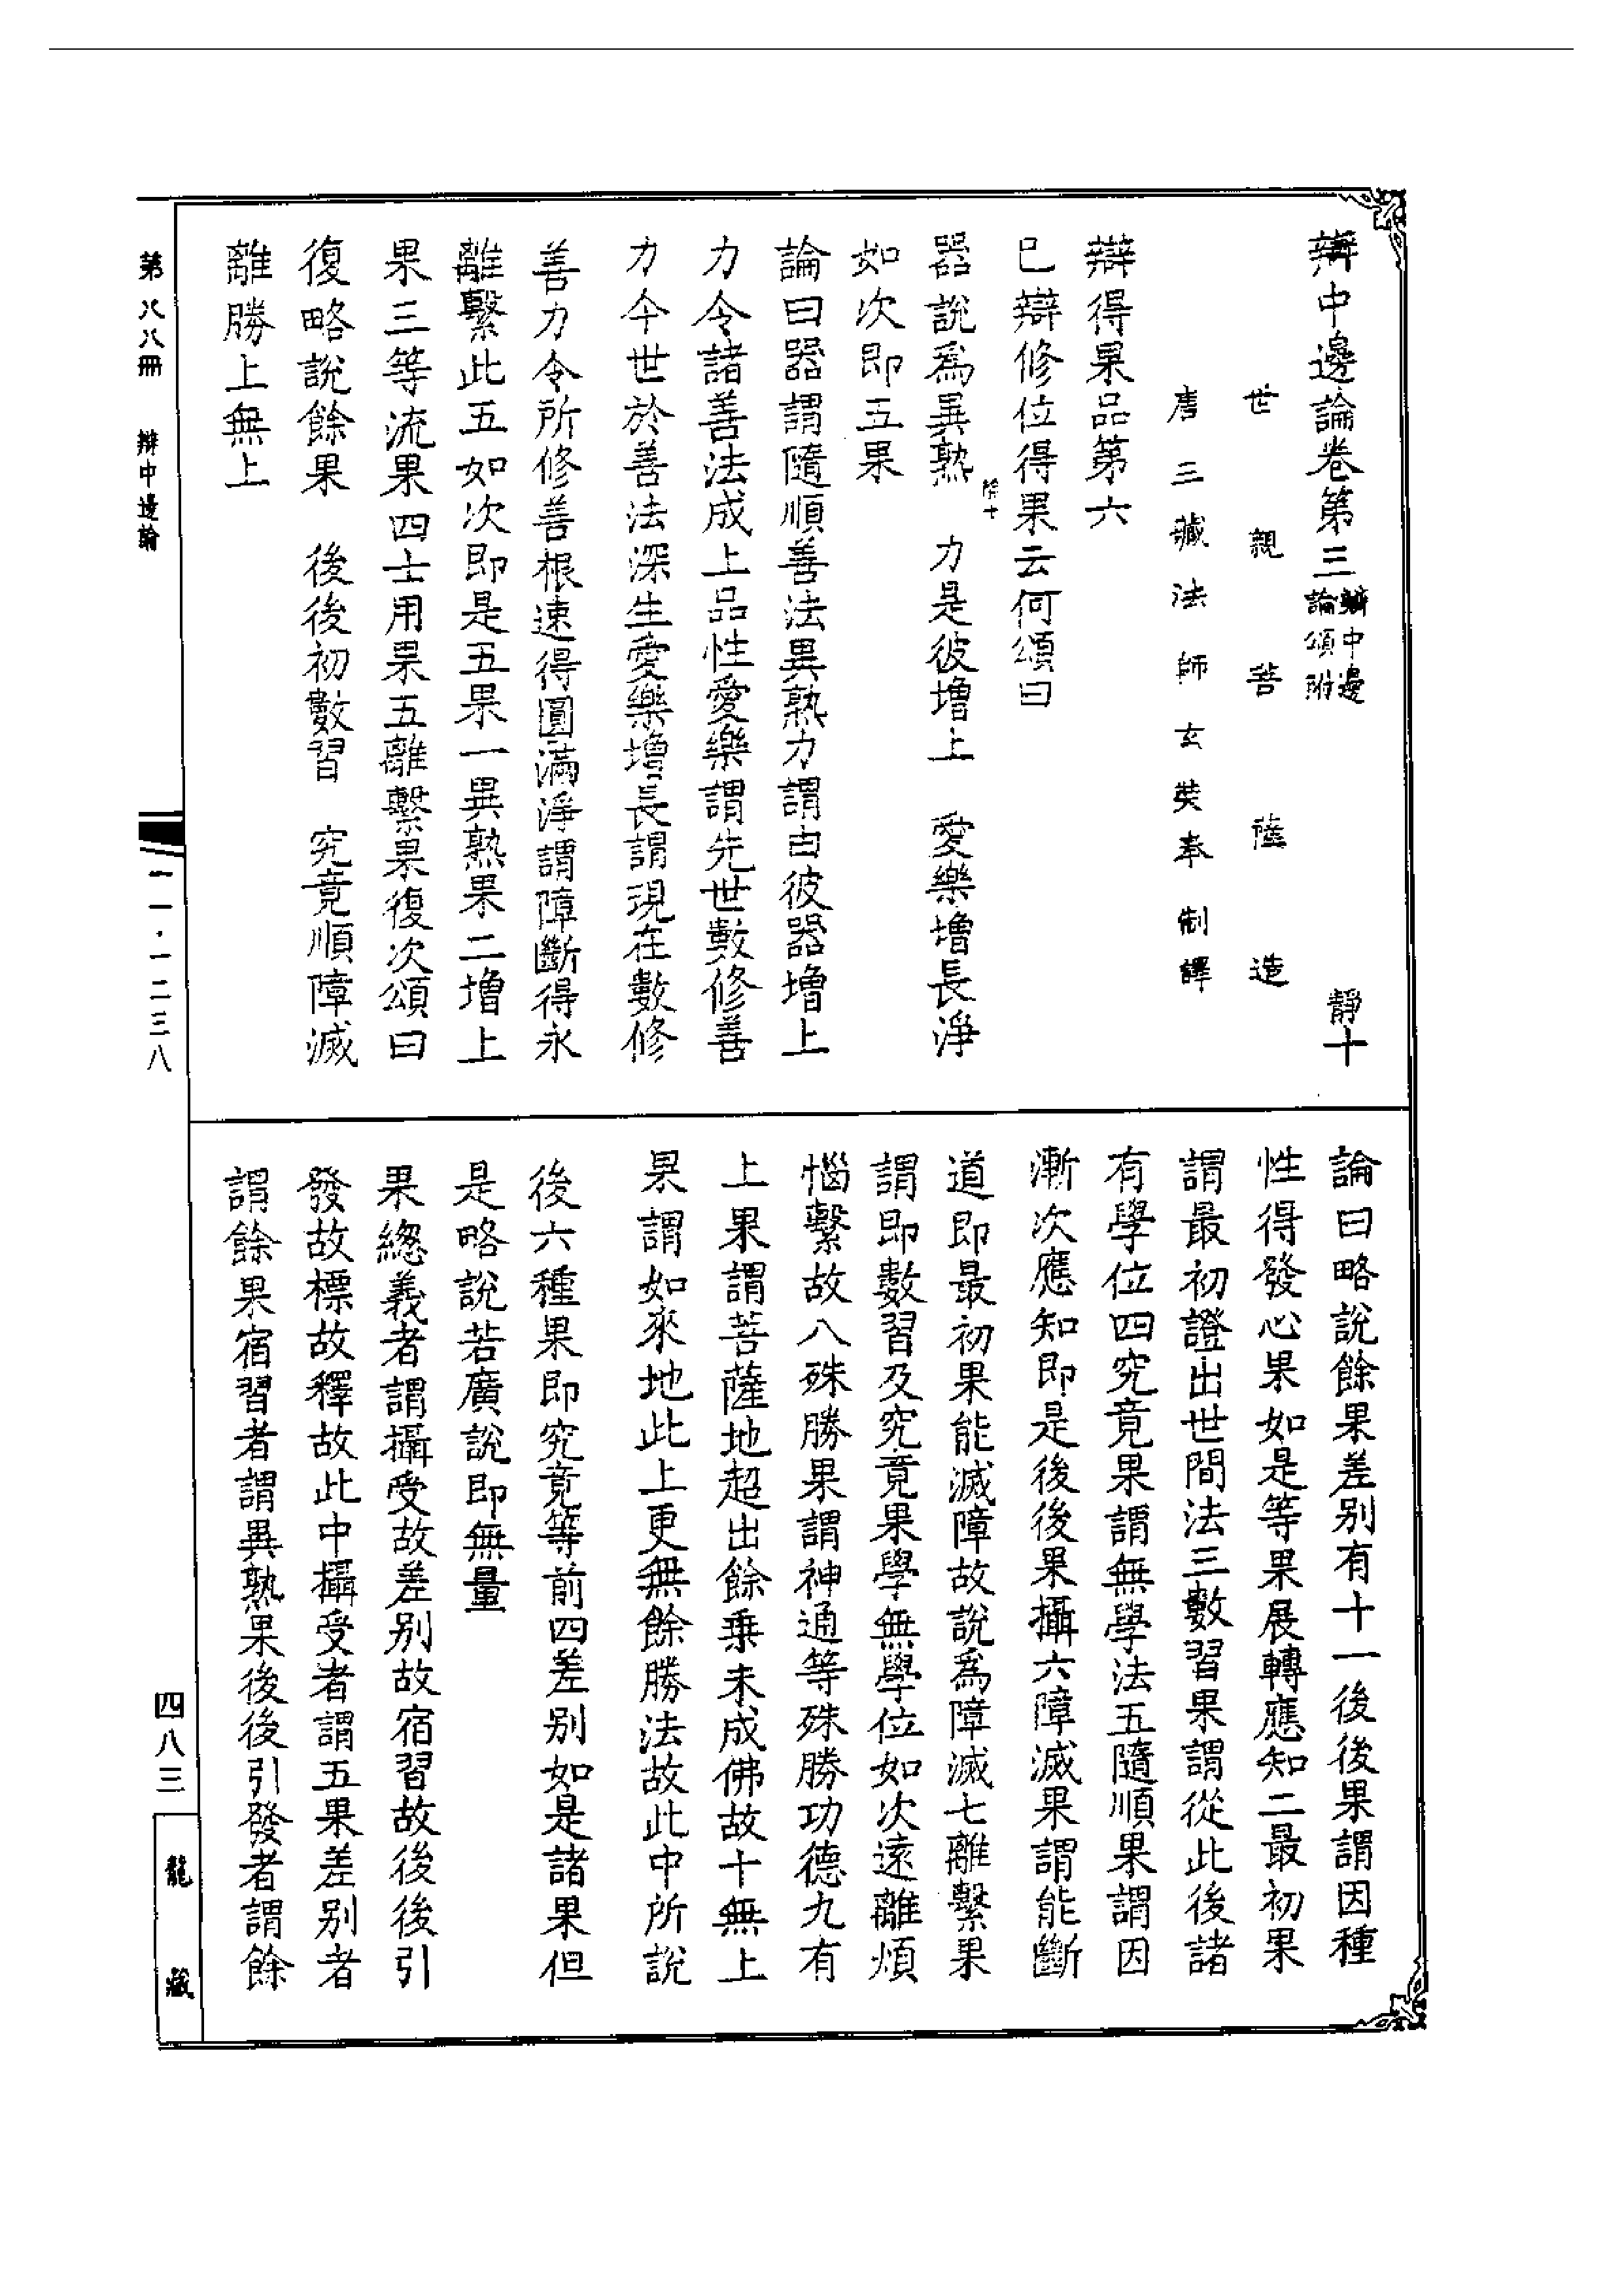 辯中邊論卷第三辯中邊論頌附　靜十
世親菩薩造
唐三藏法師玄奘奉　制譯
辯得果品第六
已辯修位得果云何頌曰
器說爲異熟　力是彼增上　愛樂增長淨
如次即五果
論曰器謂隨順善法異熟力謂由彼器增上
力令諸善法成上品性愛樂謂先世數修善
力今世於善法深生愛樂增長謂現在數修
善力令所修善根速得圓滿淨謂障斷得永
離繫此五如次即是五果一異熟果二增上
果三等流果四士用果五離繫果復次頌曰
復略說餘果　後後初數習　究竟順障滅
離勝上無上
論曰略說餘果差別有十一後後果謂因種
性得發心果如是等果展轉應知二最初果
謂最初證出世間法三數習果謂從此後諸
有學位四究竟果謂無學法五隨順果謂因
漸次應知即是後後果攝六障滅果謂能斷
道即最初果能滅障故說爲障滅七離繫果
謂即數習及究竟果學無學位如次遠離煩
惱繫故八殊勝果謂神通等殊勝功德九有
上果謂菩薩地超出餘乘未成佛故十無上
果謂如來地此上更無餘勝法故此中所說
後六種果即究竟等前四差別如是諸果但
是略說若廣說即無量
果總義者謂攝受故差別故宿習故後後引
發故標故釋故此中攝受者謂五果差別者
謂餘果宿習者謂異熟果後後引發者謂餘
第八八冊　辯中邊論
一一·一二三八
四八三
龍藏